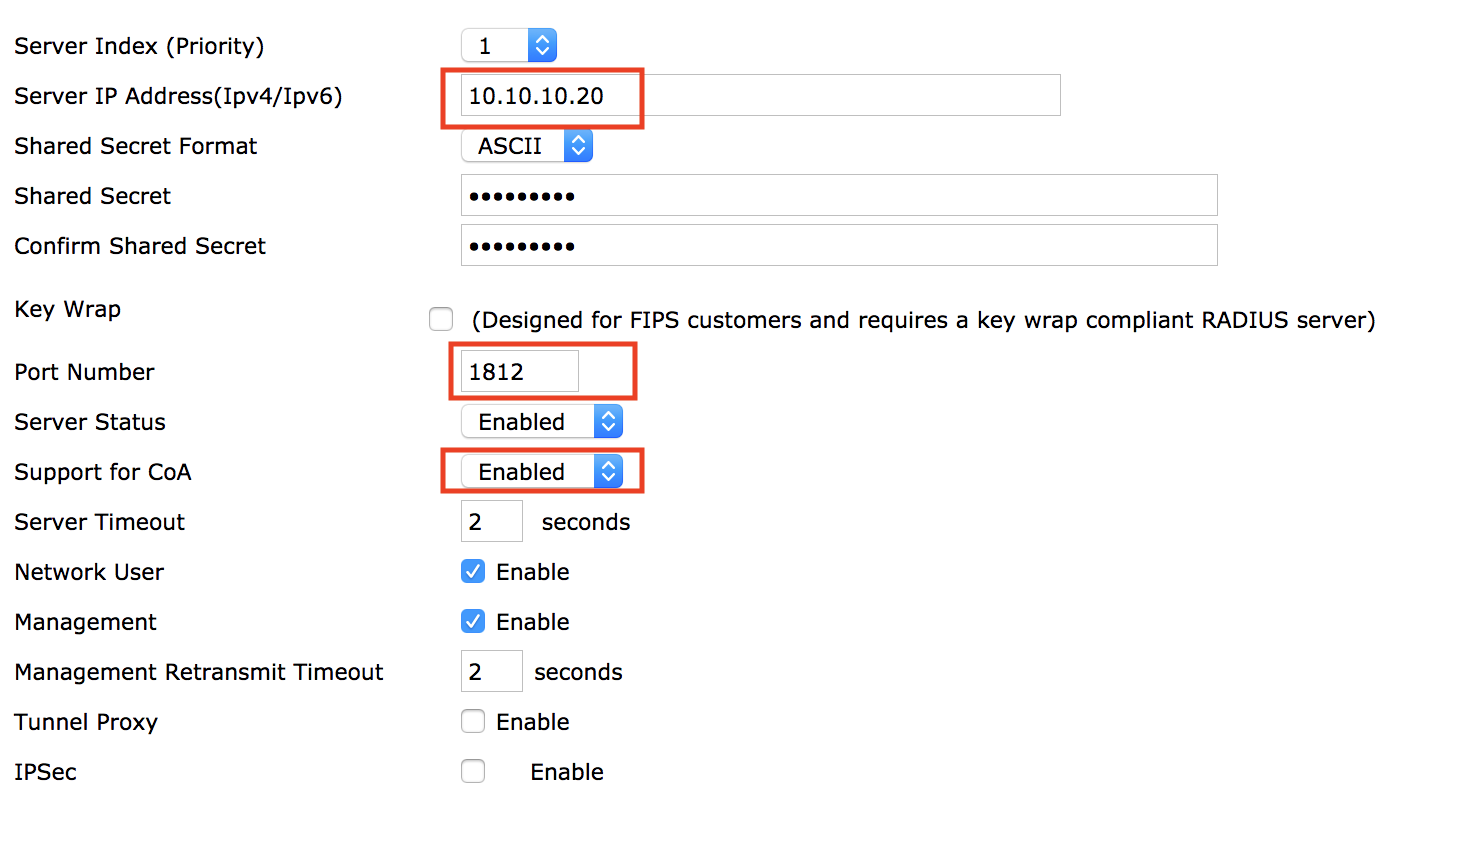 Server Index (Priority) 1
Server IP Address(Ipv4/Ipv6) 10.10.10.20
Shared Secret Format ASCII
Shared Secret •••••••••
Confirm Shared Secret •••••••••
Key Wrap (Designed for FIPS customers and requires a key wrap compliant RADIUS server)
Port Number 1812
Server Status Enabled
Support for CoA Enabled
Server Timeout 2 seconds
Network User Enable
Management Enable
Management Retransmit Timeout 2 seconds
Tunnel Proxy Enable
IPSec Enable